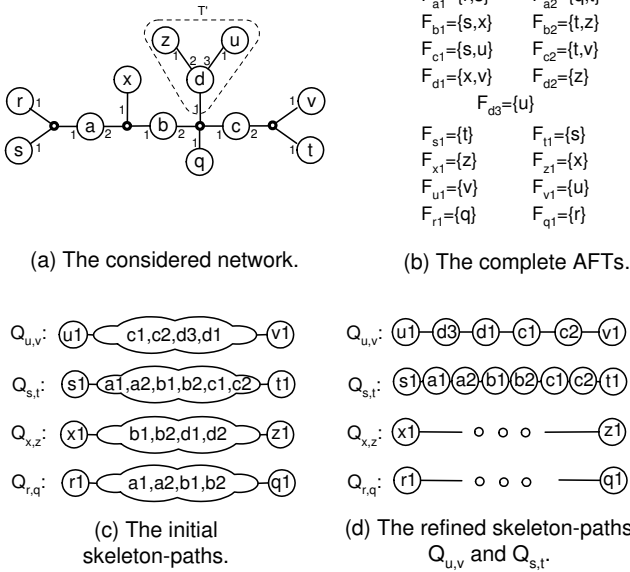 T'
z
u
1
2
3
1
d
1
x
1
r
1
s
1
1
a
2
1
b
2
1
c
2
1
q
v
1
t
1
(a) The considered network.
F_b1={s,x} F_b2={t,z}
F_c1={s,u} F_c2={t,v}
F_d1={x,v} F_d2={z}
F_d3={u}
F_s1={t} F_t1={s}
F_x1={z} F_z1={x}
F_u1={v} F_v1={u}
F_r1={q} F_q1={r}
(b) The complete AFTs.
Q_u,v: u1 c1,c2,d3,d1 v1
Q_s,t: s1 a1,a2,b1,b2,c1,c2 t1
Q_x,z: x1 b1,b2,d1,d2 z1
Q_r,q: r1 a1,a2,b1,b2 q1
(c) The initial
skeleton-paths.
Q_u,v: u1 d3 d1 c1 c2 v1
Q_s,t: s1 a1 a2 b1 b2 c1 c2 t1
Q_x,z: x1 z1
Q_r,q: r1 q1
(d) The refined skeleton-paths
Q_u,v and Q_s,t.